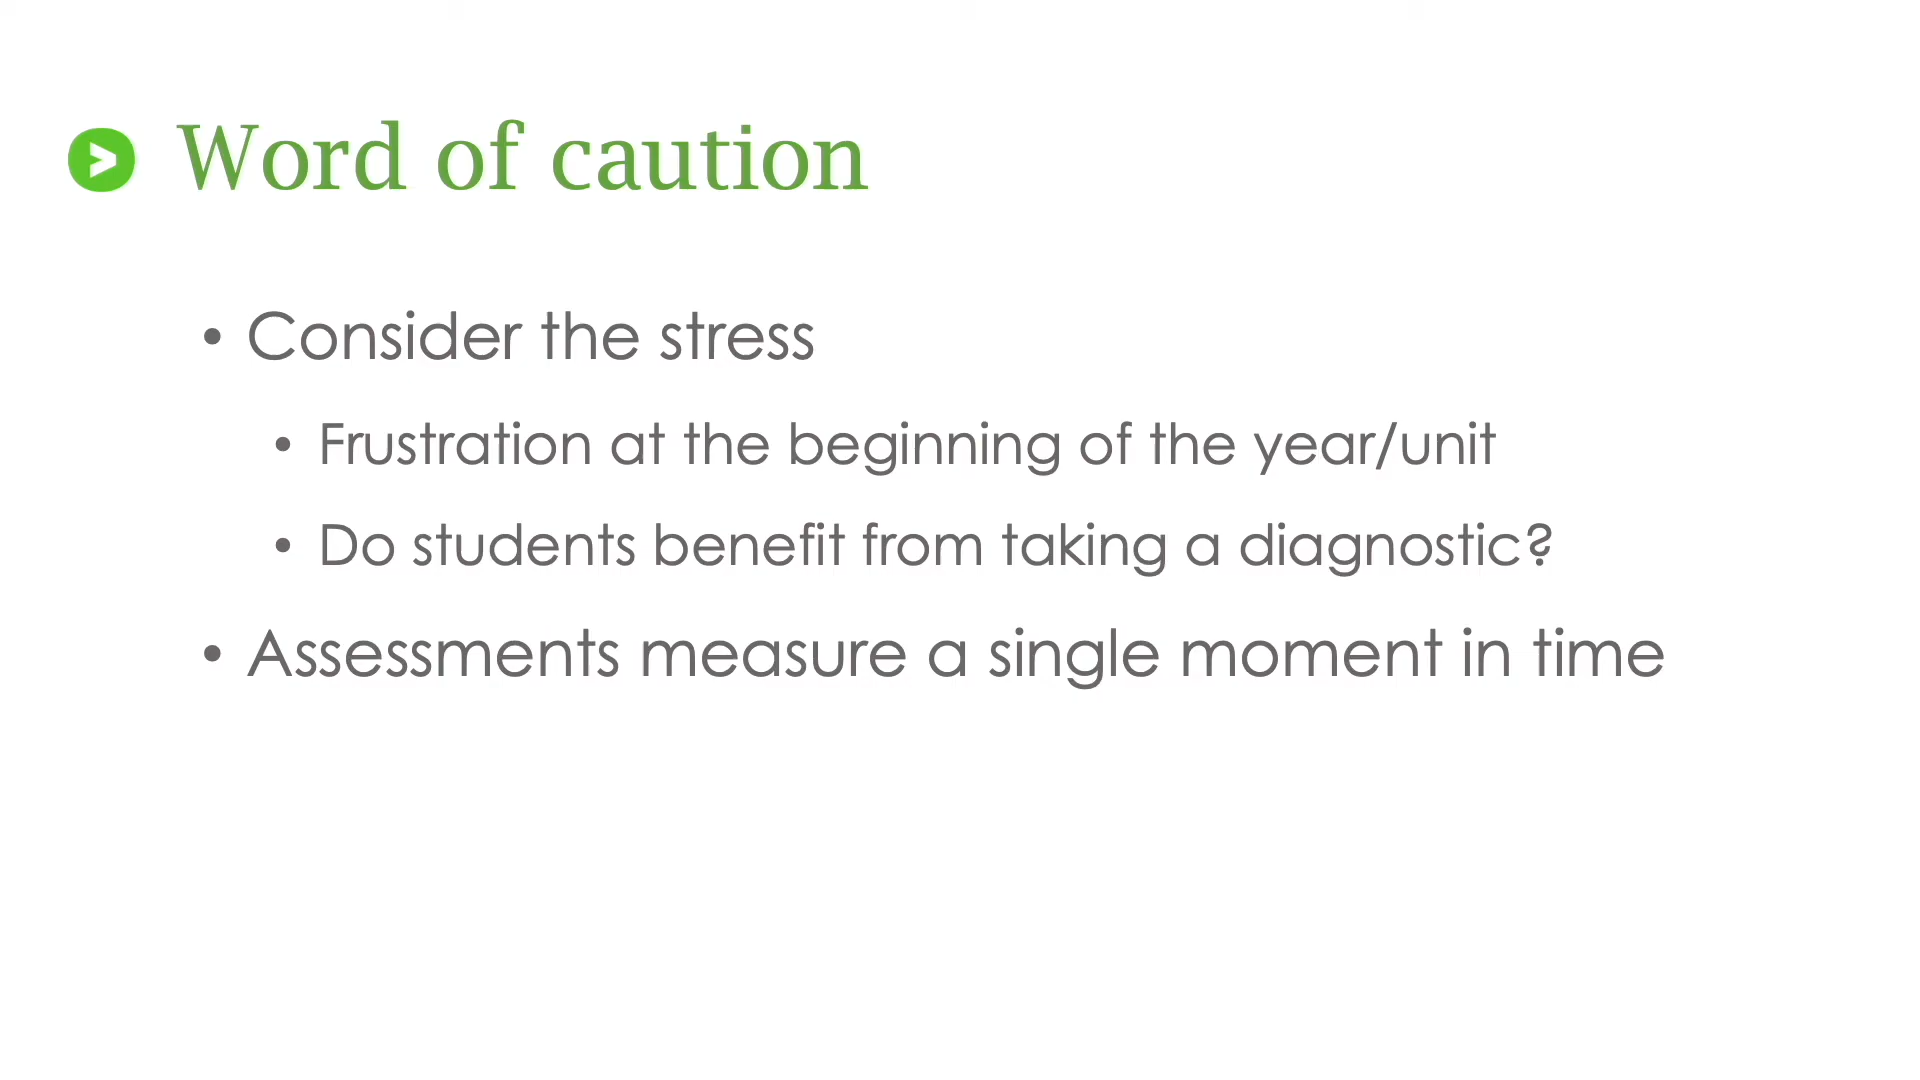 Word of caution
• Consider the stress
• Frustration at the beginning of the year/unit
• Do students benefit from taking a diagnostic?
• Assessments measure a single moment in time